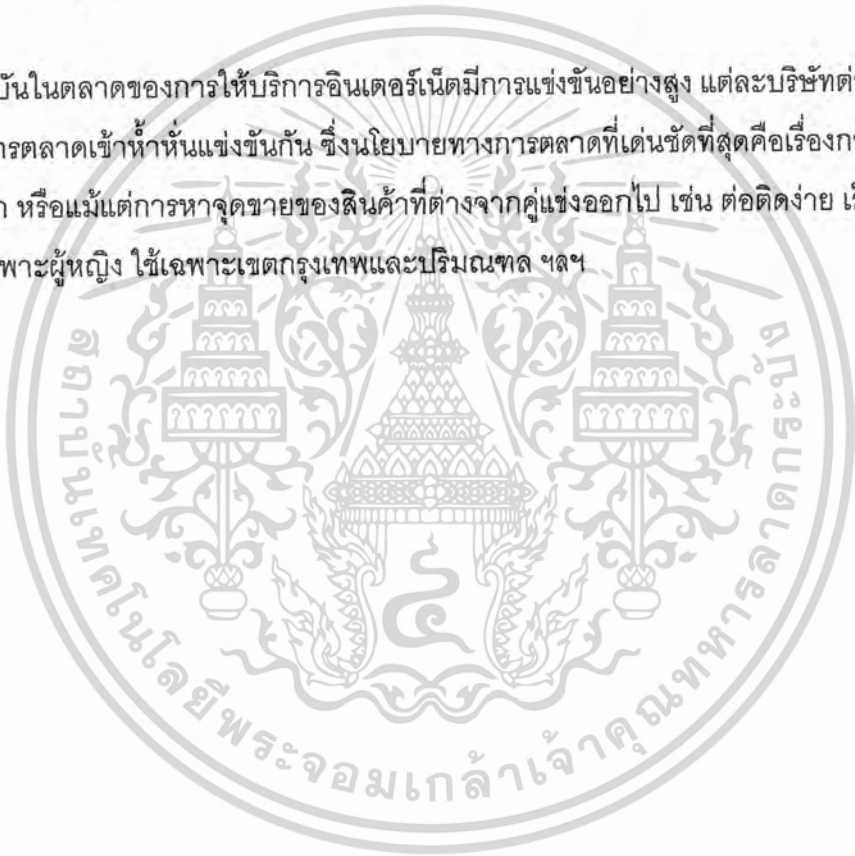 บันในตลาดของการให้บริการอินเตอร์เน็ตมีการแข่งขันอย่างสูง แต่ละบริษัทต่
ารตลาดเข้าห้ำหั่นแข่งขันกัน ซึ่งนโยบายทางการตลาดที่เด่นชัดที่สุดคือเรื่องก
า หรือแม้แต่การหาจุดขายของสินค้าที่ต่างจากคู่แข่งออกไป เช่น ต่อติดง่าย เ
พาะผู้หญิง ใช้เฉพาะเขตกรุงเทพและปริมณฑล ฯลฯ
สถาบันเทคโนโลยีพระจอมเกล้าเจ้าคุณทหารลาดกระบัง